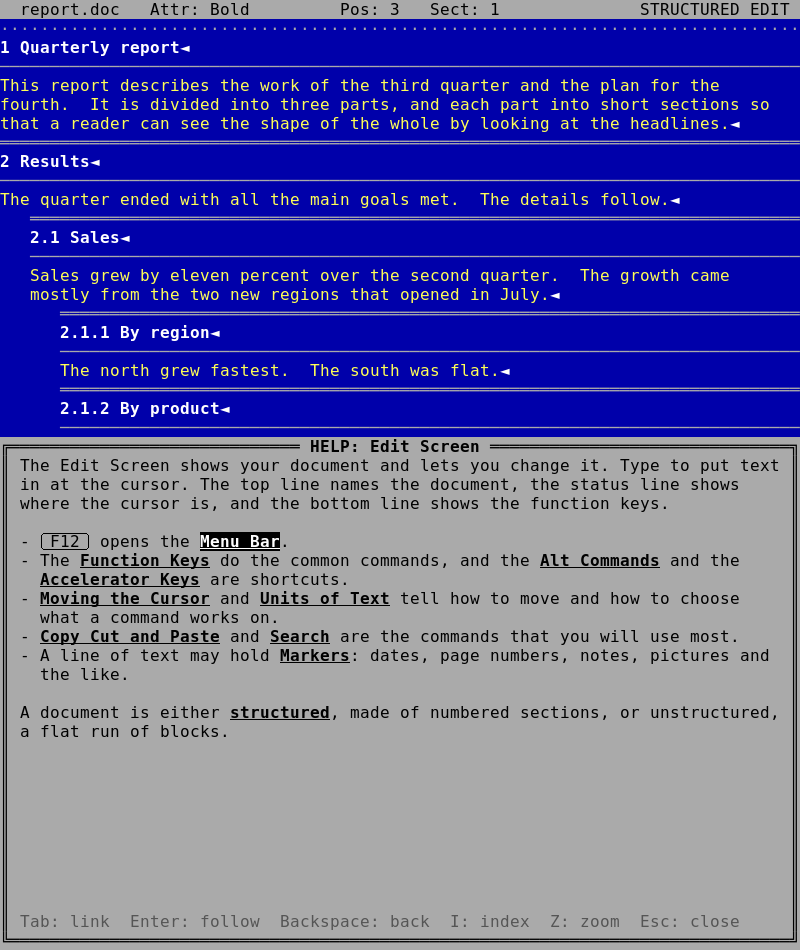 report.doc   Attr: Bold         Pos: 3   Sect: 1              STRUCTURED EDIT
1 Quarterly report◄
This report describes the work of the third quarter and the plan for the
fourth.  It is divided into three parts, and each part into short sections so
that a reader can see the shape of the whole by looking at the headlines.◄
2 Results◄
The quarter ended with all the main goals met.  The details follow.◄
2.1 Sales◄
Sales grew by eleven percent over the second quarter.  The growth came
mostly from the two new regions that opened in July.◄
2.1.1 By region◄
The north grew fastest.  The south was flat.◄
2.1.2 By product◄
HELP: Edit Screen
The Edit Screen shows your document and lets you change it. Type to put text
in at the cursor. The top line names the document, the status line shows
where the cursor is, and the bottom line shows the function keys.
- F12 opens the Menu Bar.
- The Function Keys do the common commands, and the Alt Commands and the
Accelerator Keys are shortcuts.
- Moving the Cursor and Units of Text tell how to move and how to choose
what a command works on.
- Copy Cut and Paste and Search are the commands that you will use most.
- A line of text may hold Markers: dates, page numbers, notes, pictures and
the like.
A document is either structured, made of numbered sections, or unstructured,
a flat run of blocks.
Tab: link  Enter: follow  Backspace: back  I: index  Z: zoom  Esc: close